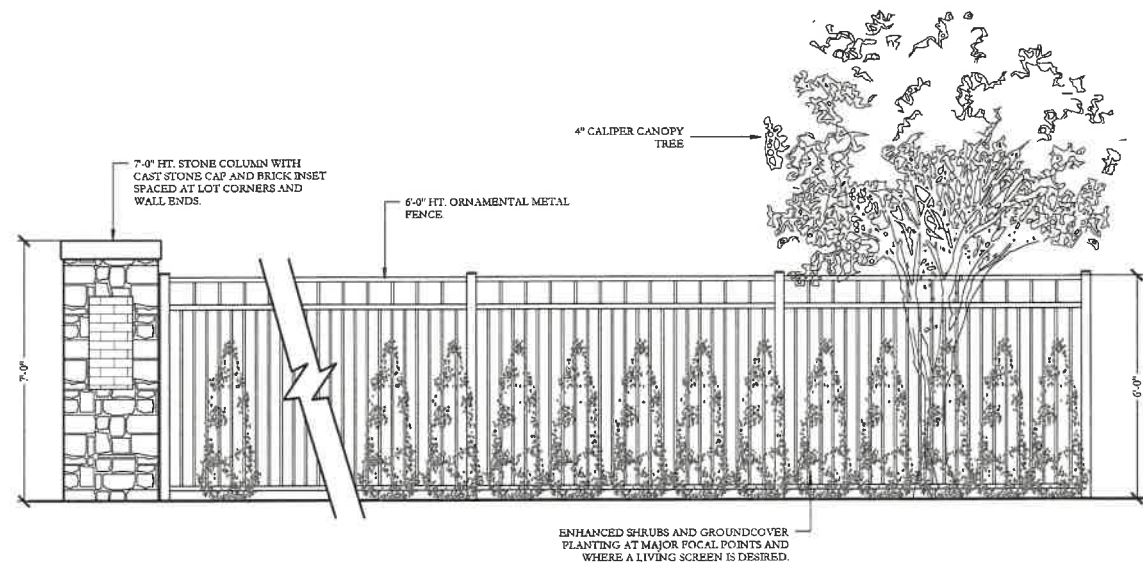 4" CALIPER CANOPY
TREE
7'-0" HT. STONE COLUMN WITH
CAST STONE CAP AND BRICK INSET
SPACED AT LOT CORNERS AND
WALL ENDS.
6'-0" HT. ORNAMENTAL METAL
FENCE
7'-0"
6'-0"
ENHANCED SHRUBS AND GROUNDCOVER
PLANTING AT MAJOR FOCAL POINTS AND
WHERE A LIVING SCREEN IS DESIRED.